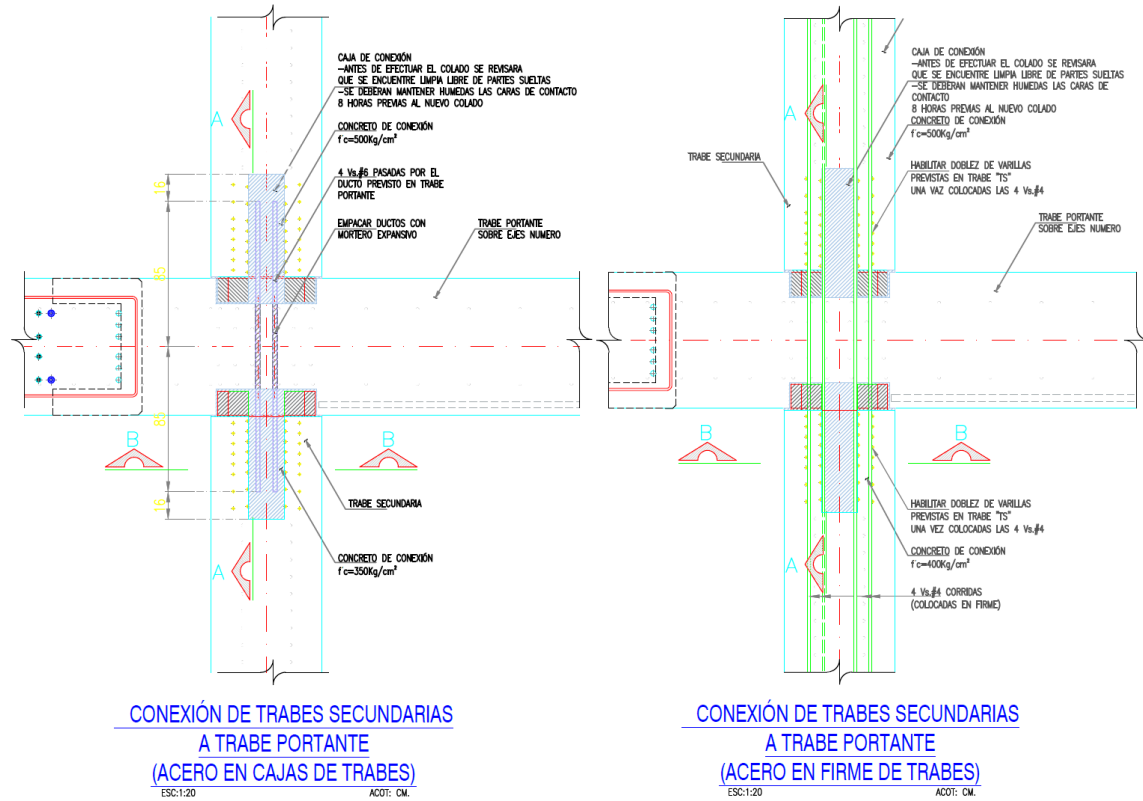 CAJA DE CONEXIÓN
-ANTES DE EFECTUAR EL COLADO SE REVISARA
QUE SE ENCUENTRE LIMPIA LIBRE DE PARTES SUELTAS
-SE DEBERAN MANTENER HUMEDAS LAS CARAS DE CONTACTO
8 HORAS PREVIAS AL NUEVO COLADO
CONCRETO DE CONEXIÓN
f'c=500Kg/cm²
4 Vs.#6 PASADAS POR EL
DUCTO PREVISTO EN TRABE
PORTANTE
EMPACAR DUCTOS CON
MORTERO EXPANSIVO
TRABE PORTANTE
SOBRE EJES NUMERO
A
16
85
85
16
B
B
TRABE SECUNDARIA
A
CONCRETO DE CONEXIÓN
f'c=350Kg/cm²
CONEXIÓN DE TRABES SECUNDARIAS
A TRABE PORTANTE
(ACERO EN CAJAS DE TRABES)
ESC:1:20 ACOT: CM.
CAJA DE CONEXIÓN
-ANTES DE EFECTUAR EL COLADO SE REVISARA
QUE SE ENCUENTRE LIMPIA LIBRE DE PARTES SUELTAS
-SE DEBERAN MANTENER HUMEDAS LAS CARAS DE
CONTACTO
8 HORAS PREVIAS AL NUEVO COLADO
CONCRETO DE CONEXIÓN
f'c=500Kg/cm²
A
TRABE SECUNDARIA
HABILITAR DOBLEZ DE VARILLAS
PREVISTAS EN TRABE "TS"
UNA VAZ COLOCADAS LAS 4 Vs.#4
TRABE PORTANTE
SOBRE EJES NUMERO
B
B
HABILITAR DOBLEZ DE VARILLAS
PREVISTAS EN TRABE "TS"
UNA VEZ COLOCADAS LAS 4 Vs.#4
A
CONCRETO DE CONEXIÓN
f'c=400Kg/cm²
4 Vs.#4 CORRIDAS
(COLOCADAS EN FIRME)
CONEXIÓN DE TRABES SECUNDARIAS
A TRABE PORTANTE
(ACERO EN FIRME DE TRABES)
ESC:1:20 ACOT: CM.